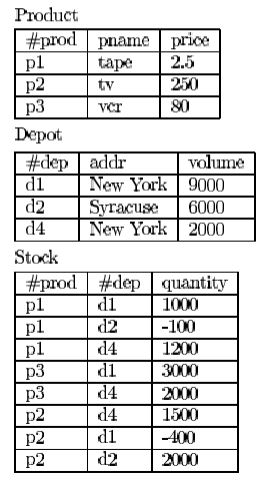 Product
#prod pname price
p1 tape 2.5
p2 tv 250
p3 vcr 80
Depot
#dep addr volume
d1 New York 9000
d2 Syracuse 6000
d4 New York 2000
Stock
#prod #dep quantity
p1 d1 1000
p1 d2 -100
p1 d4 1200
p3 d1 3000
p3 d4 2000
p2 d4 1500
p2 d1 -400
p2 d2 2000